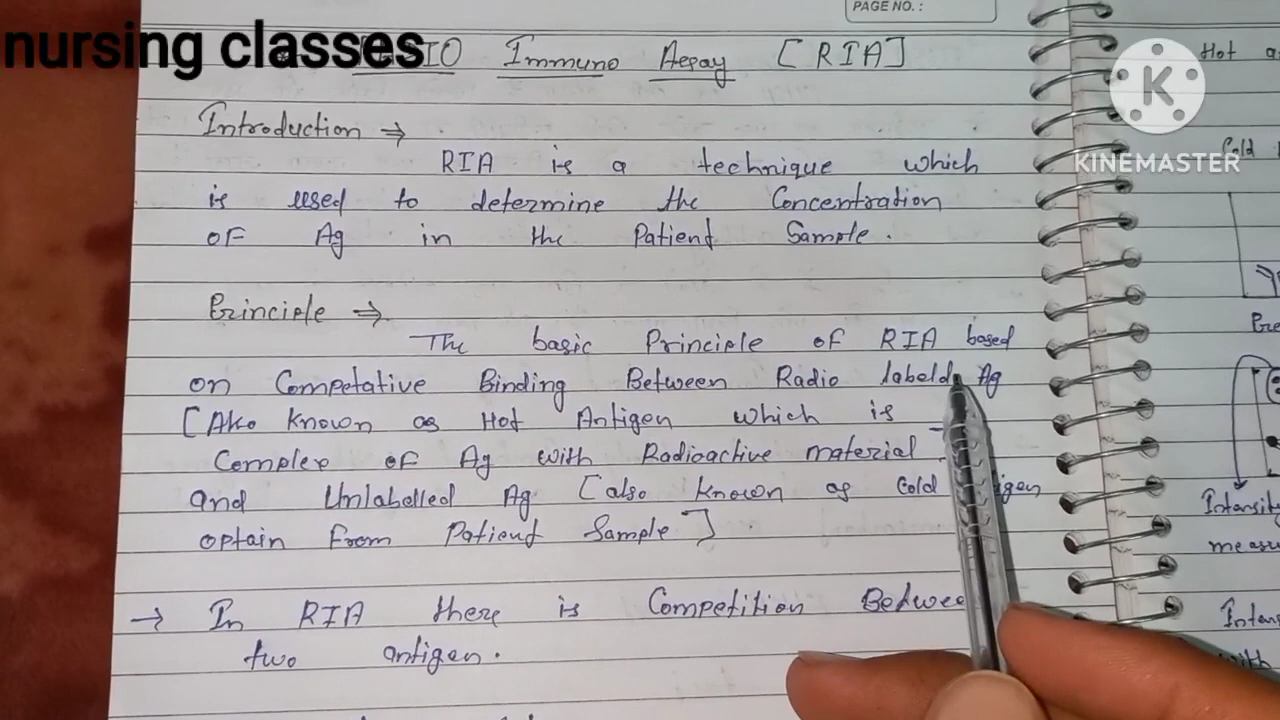 PAGE NO. :
nursing classes
IO Immuno Assay [RIA]
Introduction ⇒
RIA is a technique which
is used to determine the Concentration
of Ag in the Patient Sample.
Principle ⇒
The basic Principle of RIA based
on Competative Binding Between Radio labeld Ag
[Also known as Hot Antigen which is
Complex of Ag with Radioactive material
and Unlabelled Ag [also known as Cold igen
optain from Patient Sample]
→ In RIA there is Competition Betwee
two antigen.
Hot a
K
KINEMASTER
Cold
Pre
Intensity
measu
Inten
with